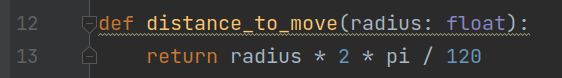 12 def distance_to_move(radius: float):
13     return radius * 2 * pi / 120